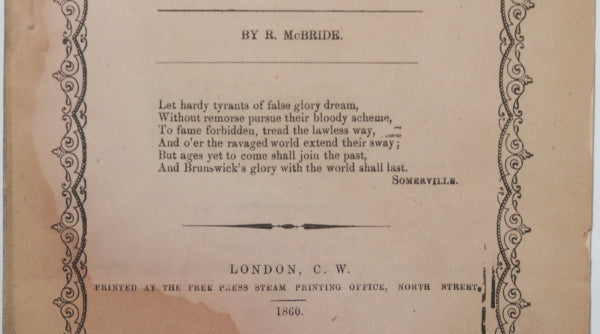 BY R. McBRIDE.
Let hardy tyrants of false glory dream,
Without remorse pursue their bloody scheme,
To fame forbidden, tread the lawless way,
And o'er the ravaged world extend their sway;
But ages yet to come shall join the past,
And Brunswick's glory with the world shall last.
SOMERVILLE.
LONDON, C. W.
PRINTED AT THE FREE PRESS STEAM PRINTING OFFICE, NORTH STREET.
1860.